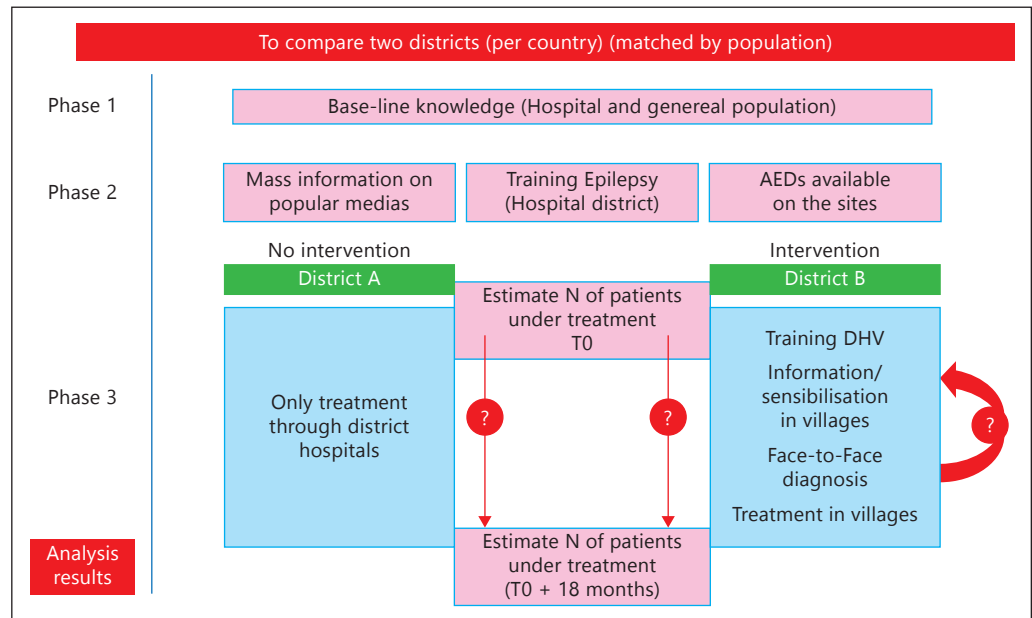 To compare two districts (per country) (matched by population)
Phase 1
Base-line knowledge (Hospital and genereal population)
Phase 2
Mass information on
popular medias
Training Epilepsy
(Hospital district)
AEDs available
on the sites
No intervention
District A
Intervention
District B
Estimate N of patients
under treatment
T0
Phase 3
Only treatment
through district
hospitals
?
?
Training DHV
Information/
sensibilisation
in villages
Face-to-Face
diagnosis
Treatment in villages
?
Analysis
results
Estimate N of patients
under treatment
(T0 + 18 months)